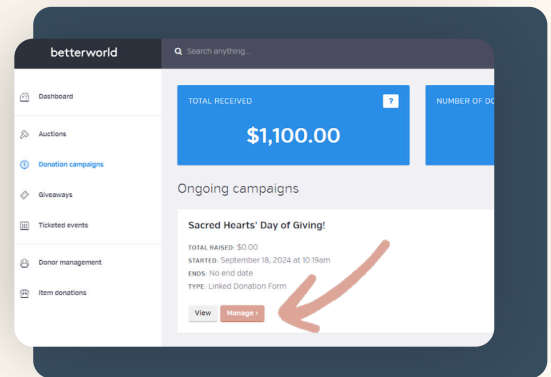 betterworld
Search anything...
Dashboard
Auctions
Donation campaigns
Giveaways
Ticketed events
Donor management
Item donations
TOTAL RECEIVED
?
$1,100.00
NUMBER OF DO
Ongoing campaigns
Sacred Hearts' Day of Giving!
TOTAL RAISED: $0.00
STARTED: September 18, 2024 at 10:19am
ENDS: No end date
TYPE: Linked Donation Form
View
Manage ›